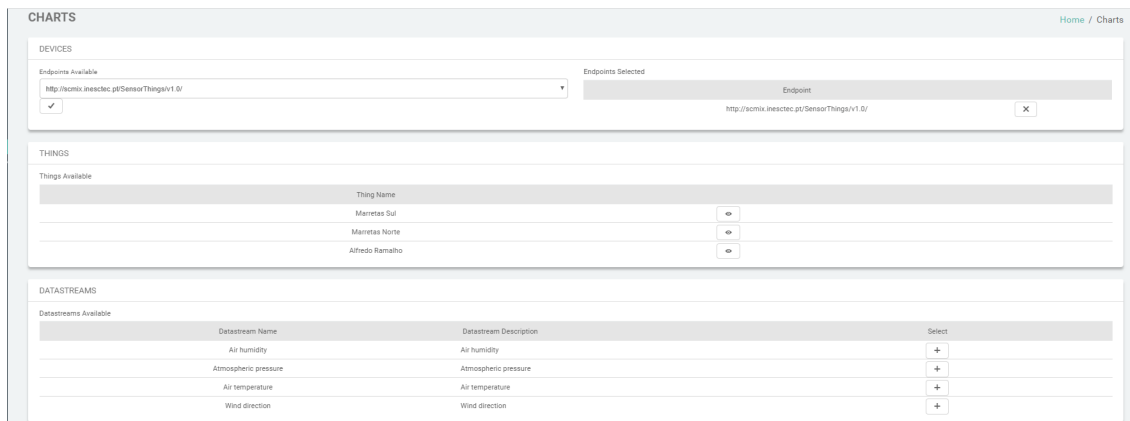 CHARTS
Home / Charts
DEVICES
Endpoints Available
http://scmix.inesctec.pt/SensorThings/v1.0/
Endpoints Selected
Endpoint
http://scmix.inesctec.pt/SensorThings/v1.0/
THINGS
Things Available
Thing Name
Marretas Sul
Marretas Norte
Alfredo Ramalho
DATASTREAMS
Datastreams Available
Datastream Name Datastream Description Select
Air humidity Air humidity
Atmospheric pressure Atmospheric pressure
Air temperature Air temperature
Wind direction Wind direction